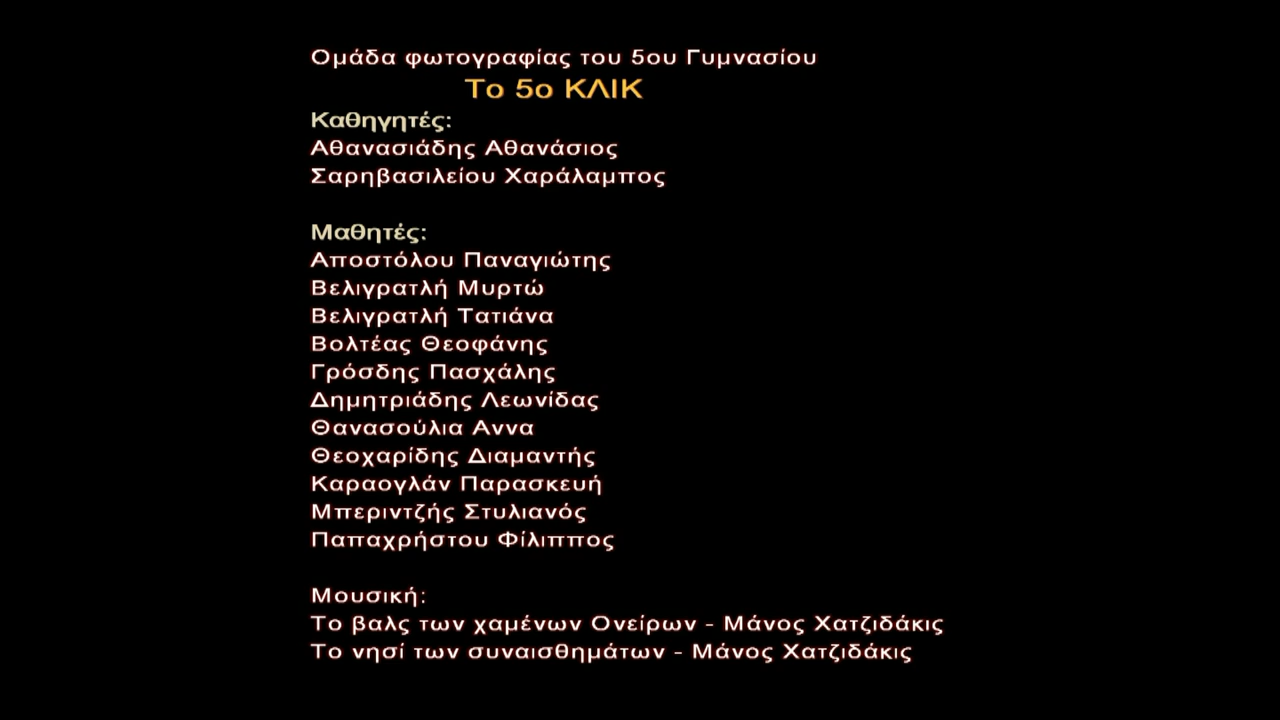 Ομάδα φωτογραφίας του 5ου Γυμνασίου
Το 5ο ΚΛΙΚ
Καθηγητές:
Αθανασιάδης Αθανάσιος
Σαρηβασιλείου Χαράλαμπος
Μαθητές:
Αποστόλου Παναγιώτης
Βελιγρατλή Μυρτώ
Βελιγρατλή Τατιάνα
Βολτέας Θεοφάνης
Γρόσδης Πασχάλης
Δημητριάδης Λεωνίδας
Θανασούλια Αννα
Θεοχαρίδης Διαμαντής
Καραογλάν Παρασκευή
Μπεριντζής Στυλιανός
Παπαχρήστου Φίλιππος
Μουσική:
Το βαλς των χαμένων Ονείρων - Μάνος Χατζιδάκις
Το νησί των συναισθημάτων - Μάνος Χατζιδάκις